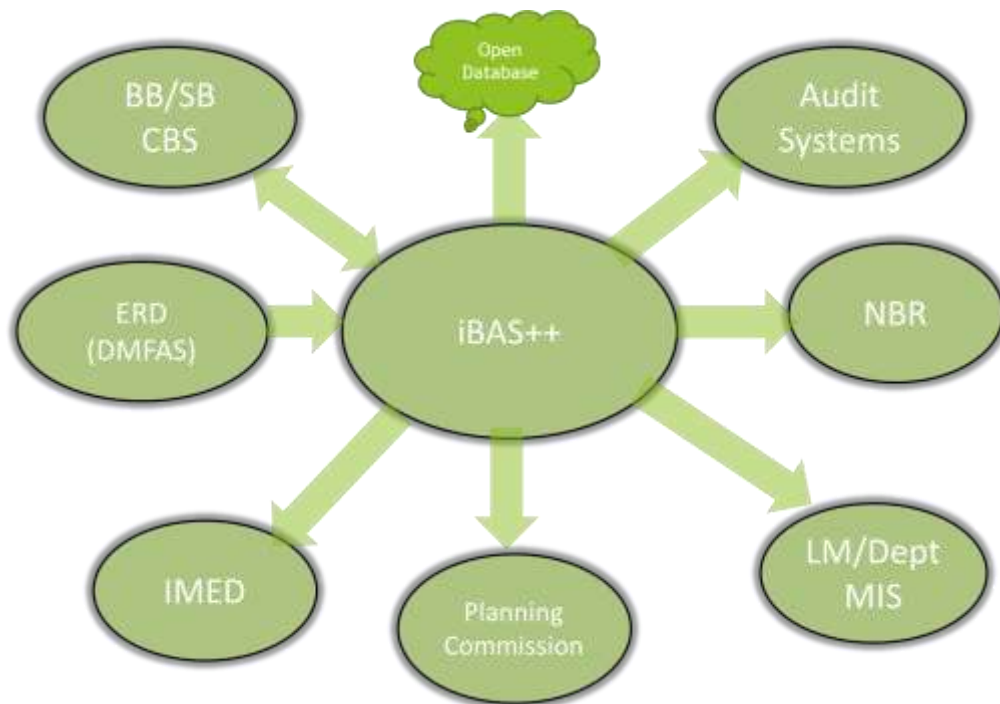 Open
Database
BB/SB
CBS
Audit
Systems
ERD
(DMFAS)
iBAS++
NBR
IMED
Planning
Commission
LM/Dept
MIS